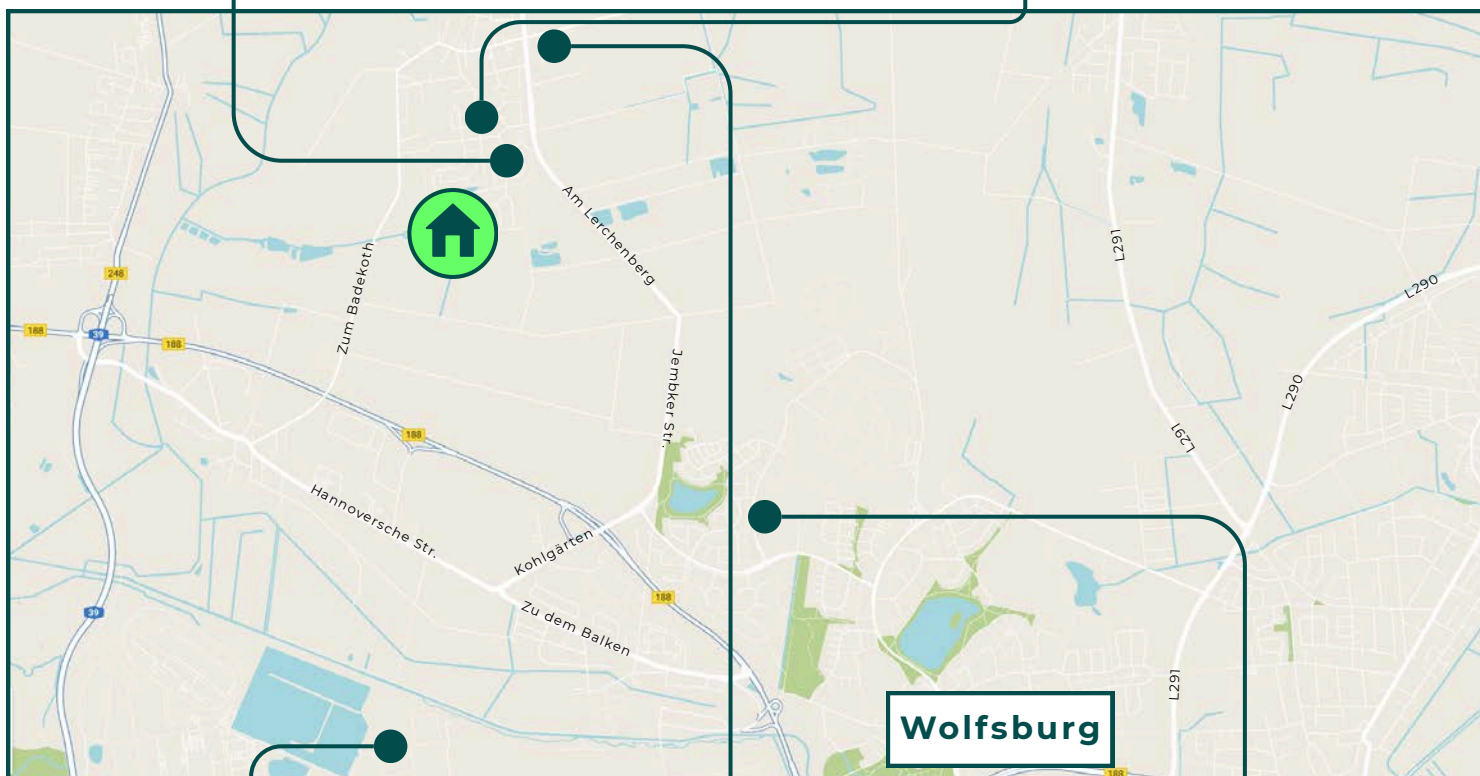 248
188
39
188
Zum Badekoth
Am Lerchenberg
Jembker Str.
L291
L290
L290
L291
188
Hannoversche Str.
Kohlgärten
39
188
Zu dem Balken
L291
Wolfsburg
188